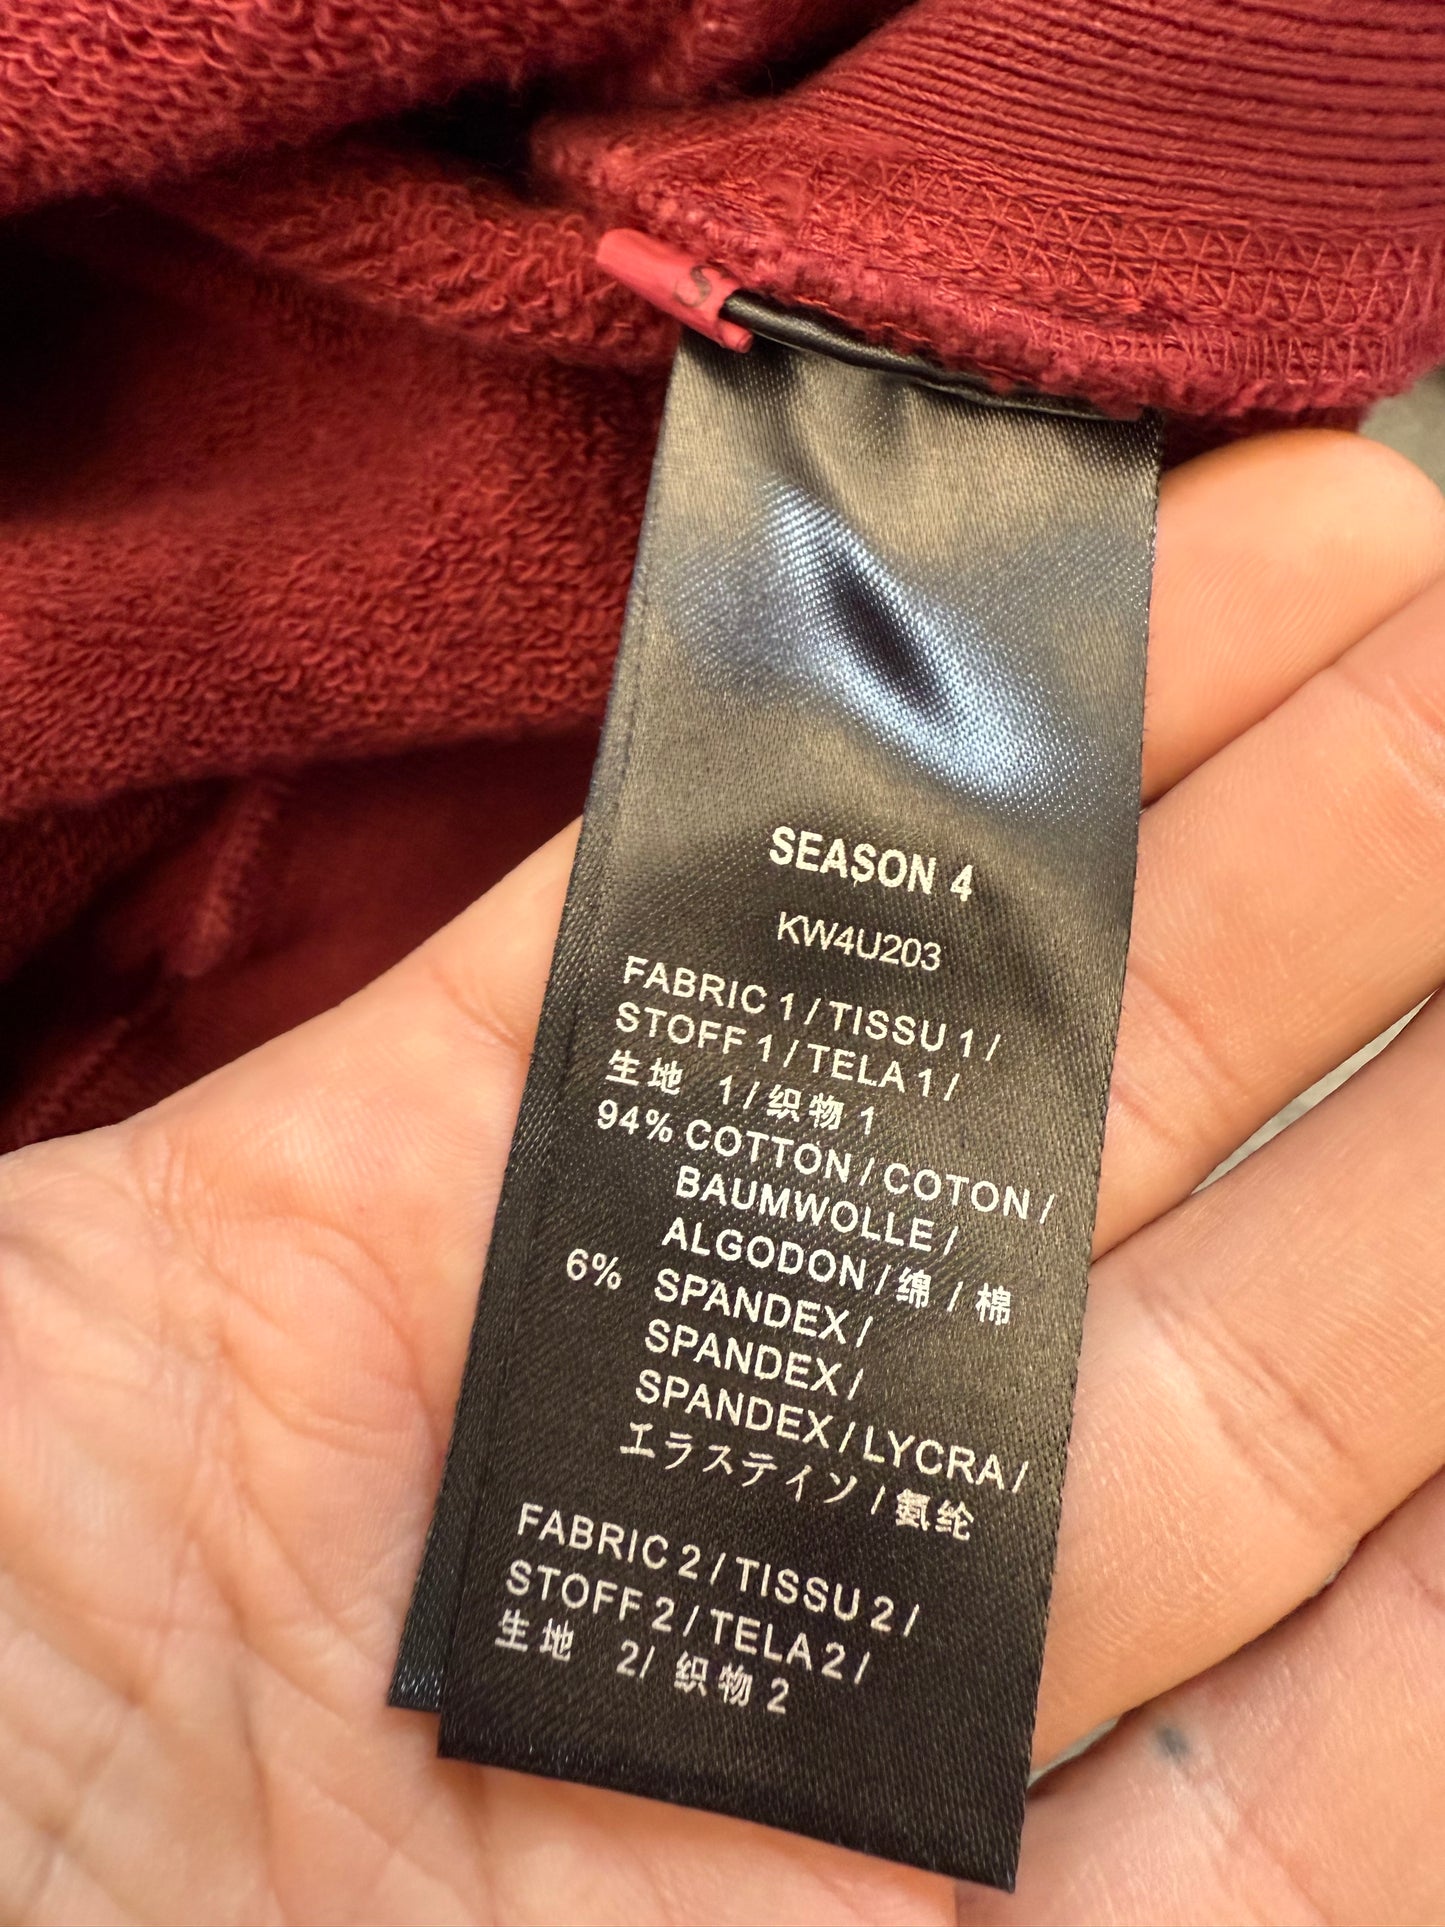 S
SEASON 4
KW4U203
FABRIC 1 / TISSU 1 /
STOFF 1 / TELA 1 /
生地 1 / 织物 1
94% COTTON / COTON /
BAUMWOLLE /
ALGODON / 绵 / 棉
6% SPANDEX /
SPANDEX /
SPANDEX / LYCRA /
エラスティソ / 氨纶
FABRIC 2 / TISSU 2 /
STOFF 2 / TELA 2 /
生地 2 / 织物 2